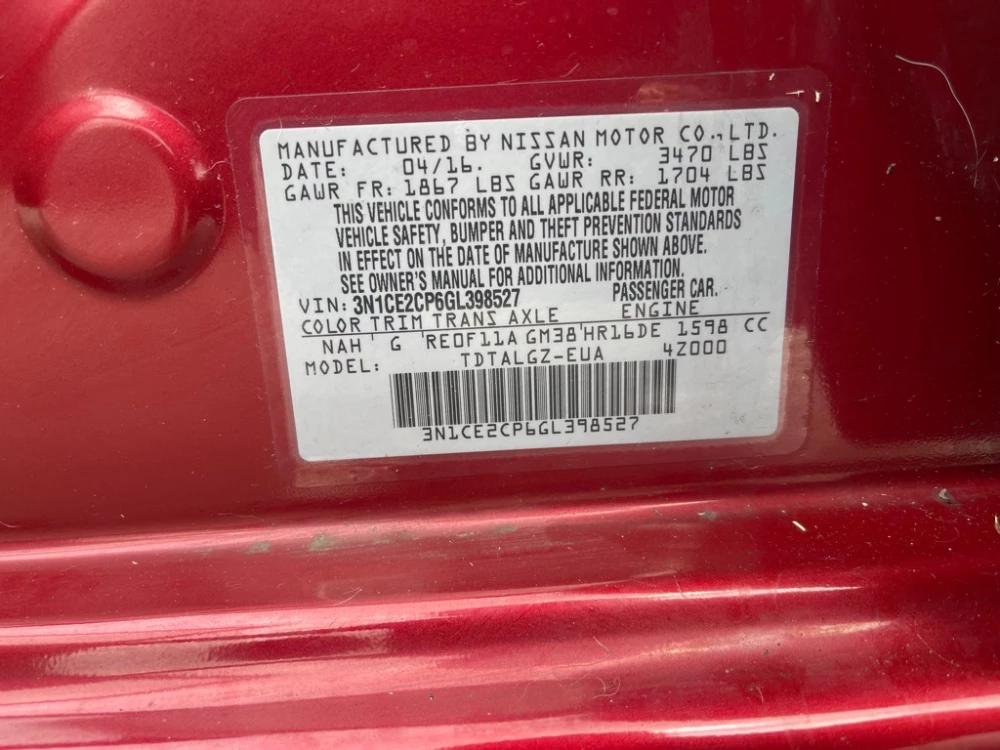 MANUFACTURED BY NISSAN MOTOR CO., LTD.
DATE: 04/16. GVWR: 3470 LBS
GAWR FR: 1867 LBS GAWR RR: 1704 LBS
THIS VEHICLE CONFORMS TO ALL APPLICABLE FEDERAL MOTOR
VEHICLE SAFETY, BUMPER AND THEFT PREVENTION STANDARDS
IN EFFECT ON THE DATE OF MANUFACTURE SHOWN ABOVE.
SEE OWNER'S MANUAL FOR ADDITIONAL INFORMATION.
VIN: 3N1CE2CP6GL398527 PASSENGER CAR.
COLOR TRIM TRANS AXLE ENGINE
NAH G RE0F11A GM38 HR16DE 1598 CC
MODEL: TDTALGZ-EUA 4Z000
3N1CE2CP6GL398527